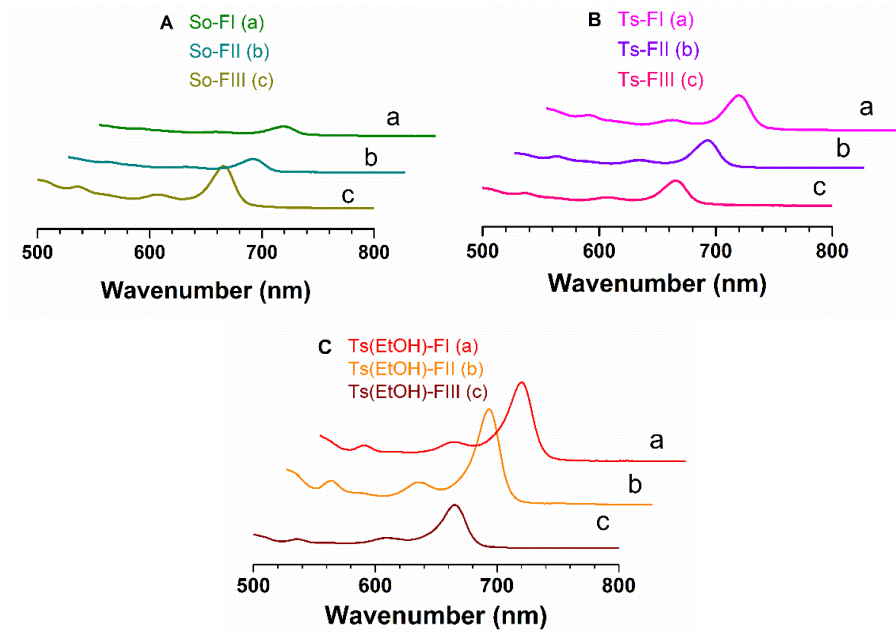 A So-FI (a)
So-FII (b)
So-FIII (c)
a
b
c
500 600 700 800
Wavenumber (nm)
B Ts-FI (a)
Ts-FII (b)
Ts-FIII (c)
a
b
c
500 600 700 800
Wavenumber (nm)
C Ts(EtOH)-FI (a)
Ts(EtOH)-FII (b)
Ts(EtOH)-FIII (c)
a
b
c
500 600 700 800
Wavenumber (nm)